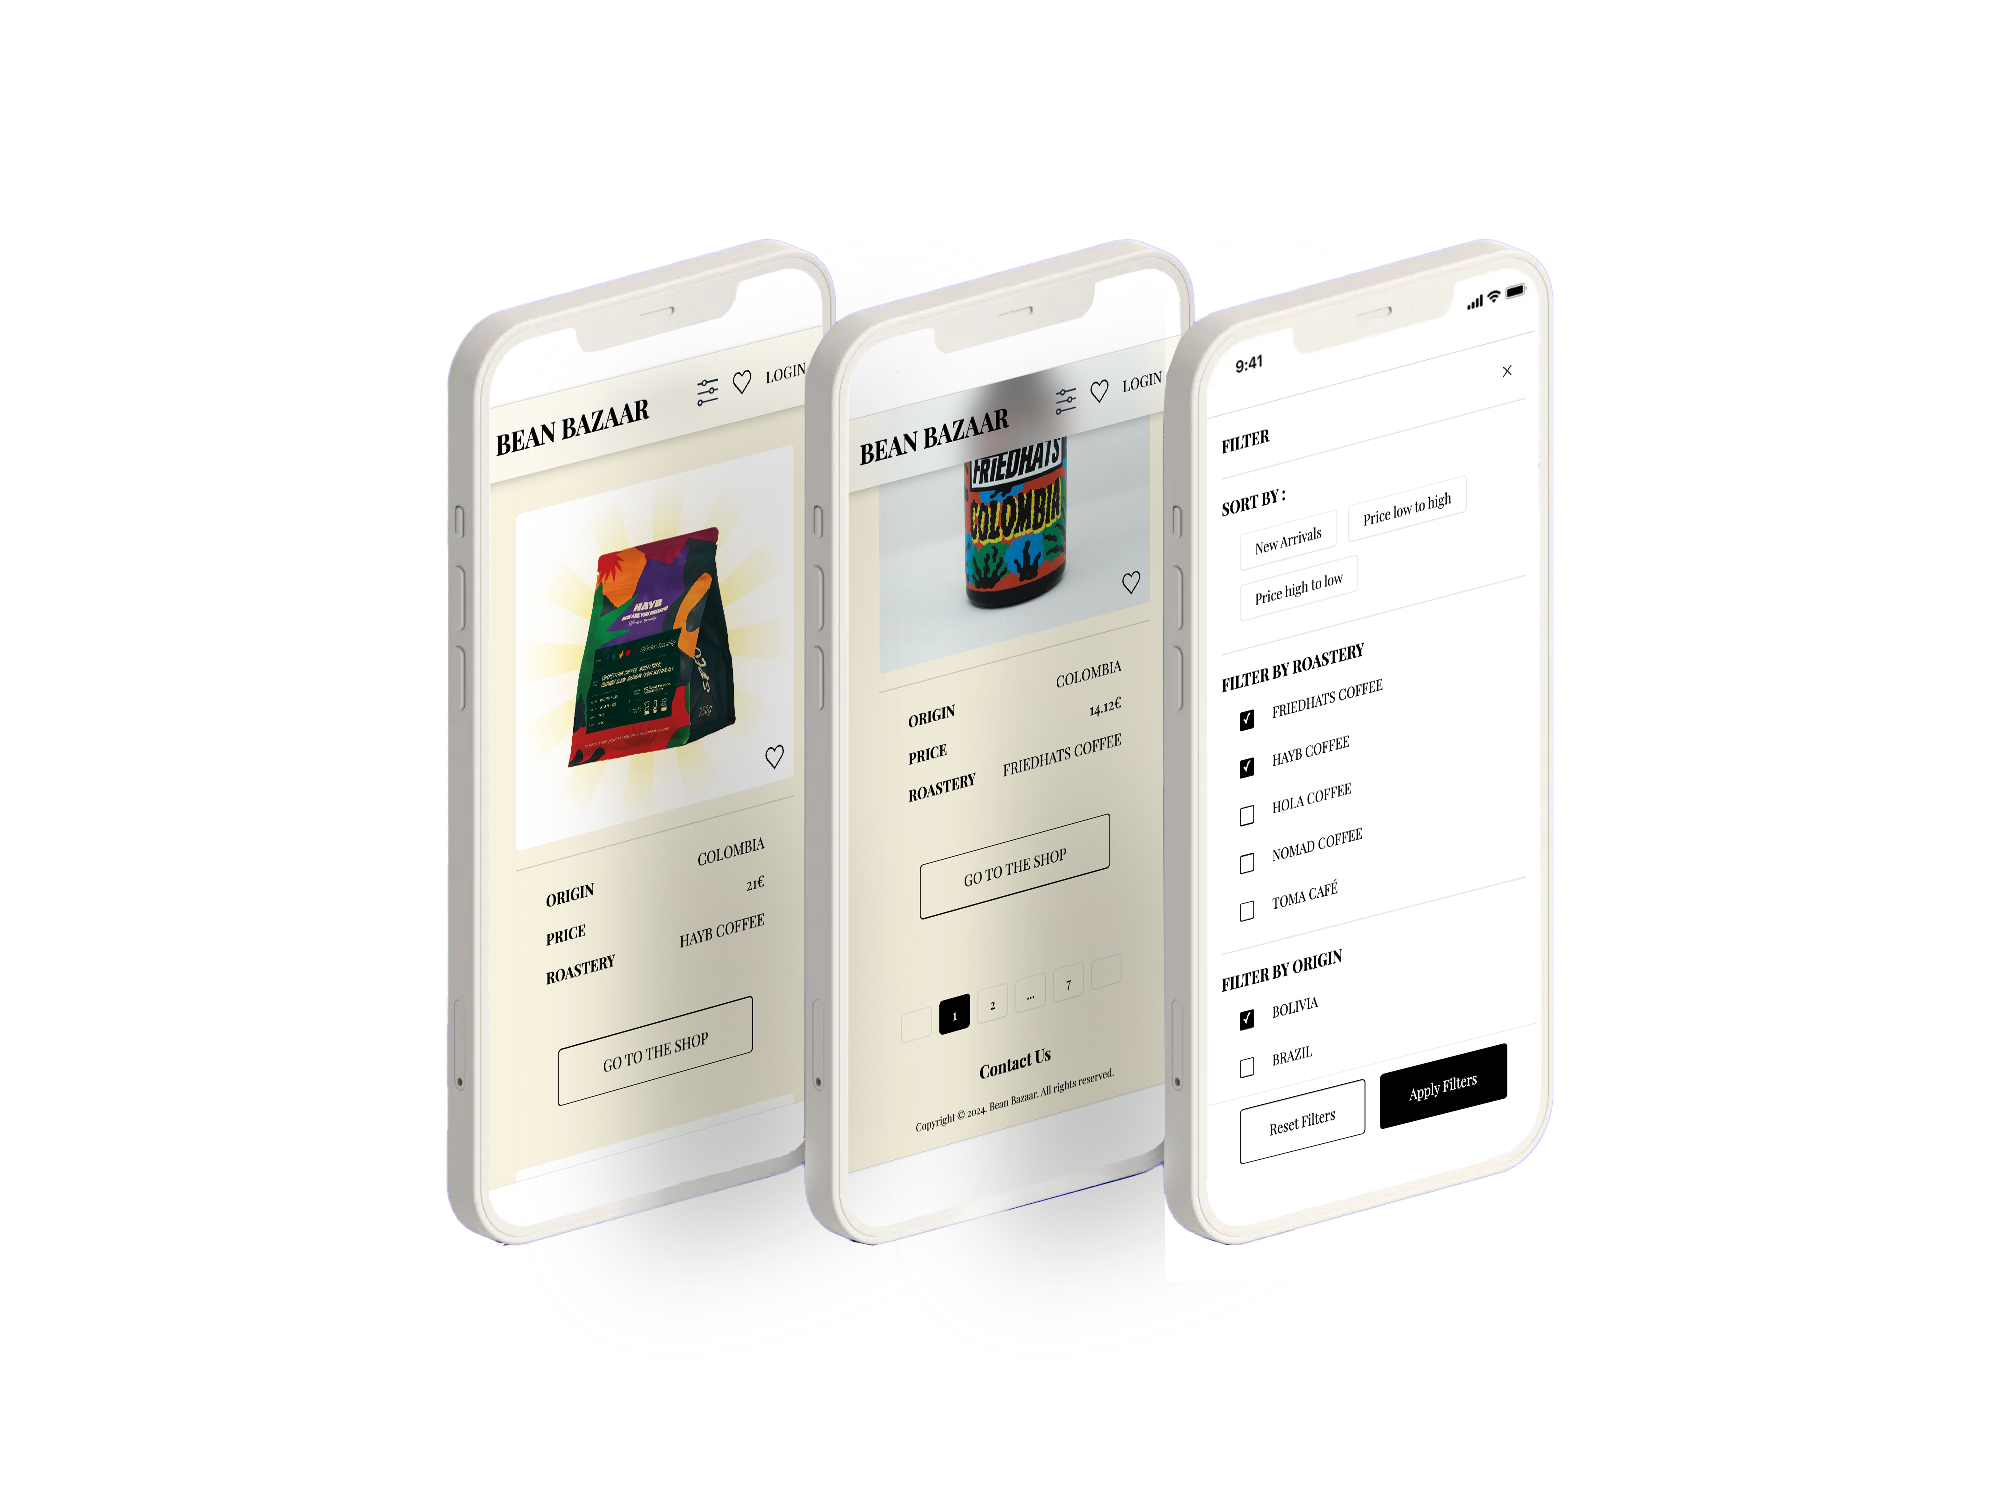 BEAN BAZAAR
LOGIN
HAYB
COLOMBIA
ORIGIN
21€
PRICE
HAYB COFFEE
ROASTERY
GO TO THE SHOP
BEAN BAZAAR
LOGIN
FRIEDHATS
COLOMBIA
COLOMBIA
ORIGIN
14.12€
PRICE
FRIEDHATS COFFEE
ROASTERY
GO TO THE SHOP
1 2 ... 7
Contact Us
Copyright © 2024. Bean Bazaar. All rights reserved.
9:41
FILTER
SORT BY :
New Arrivals
Price low to high
Price high to low
FILTER BY ROASTERY
FRIEDHATS COFFEE
HAYB COFFEE
HOLA COFFEE
NOMAD COFFEE
TOMA CAFÉ
FILTER BY ORIGIN
BOLIVIA
BRAZIL
Reset Filters
Apply Filters